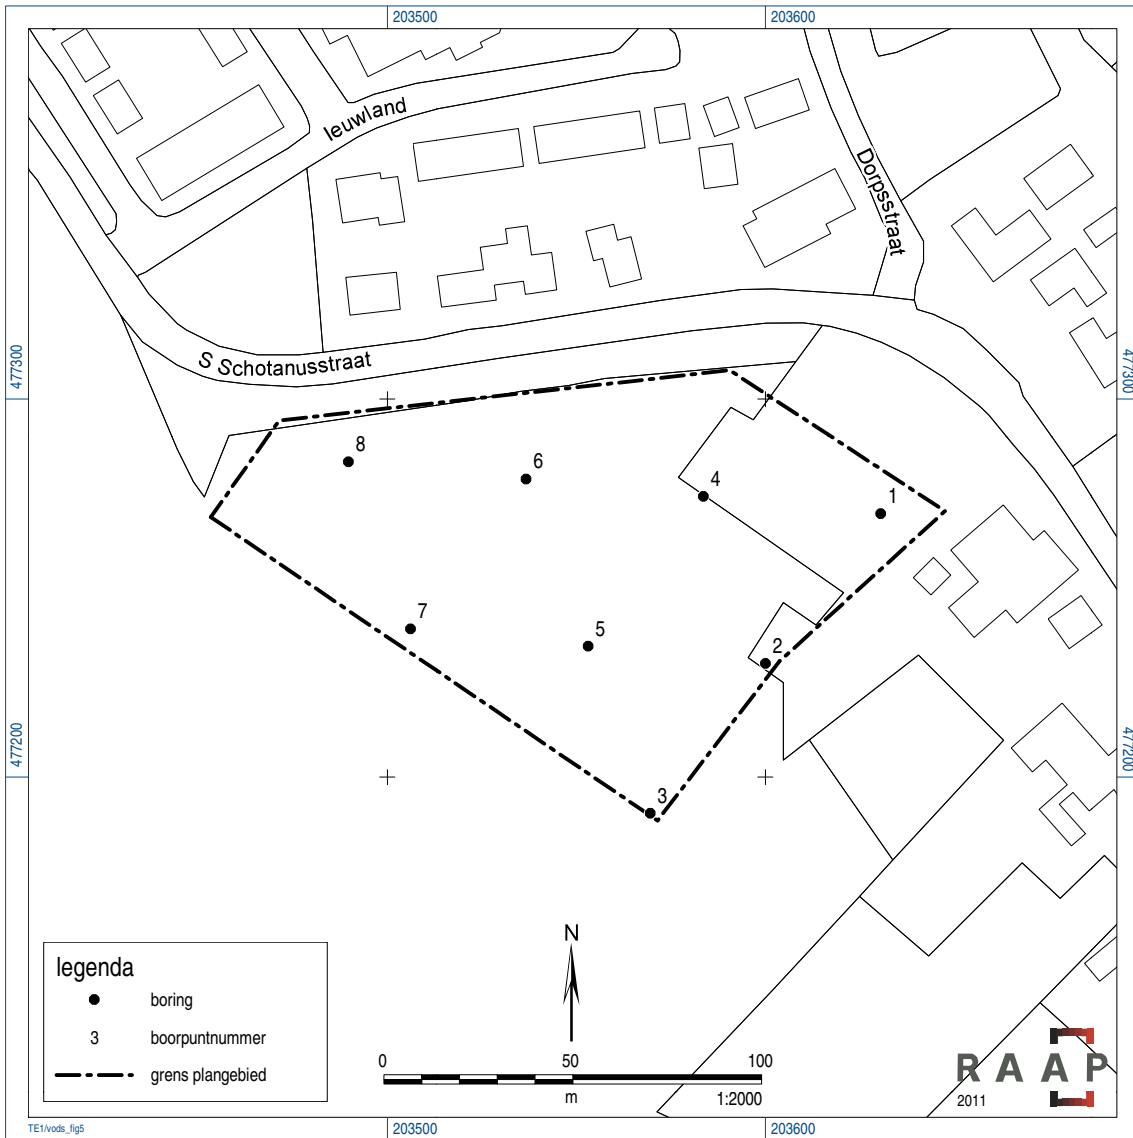 203500
203600
Ieuwland
Dorpsstraat
S Schotanusstraat
477300
477300
8
6
4
1
7
5
2
477200
477200
3
legenda
boring
3 boorpuntnummer
grens plangebied
N
0 50 100
m 1:2000
RAAP
2011
TE1/vods_fig5
203500
203600